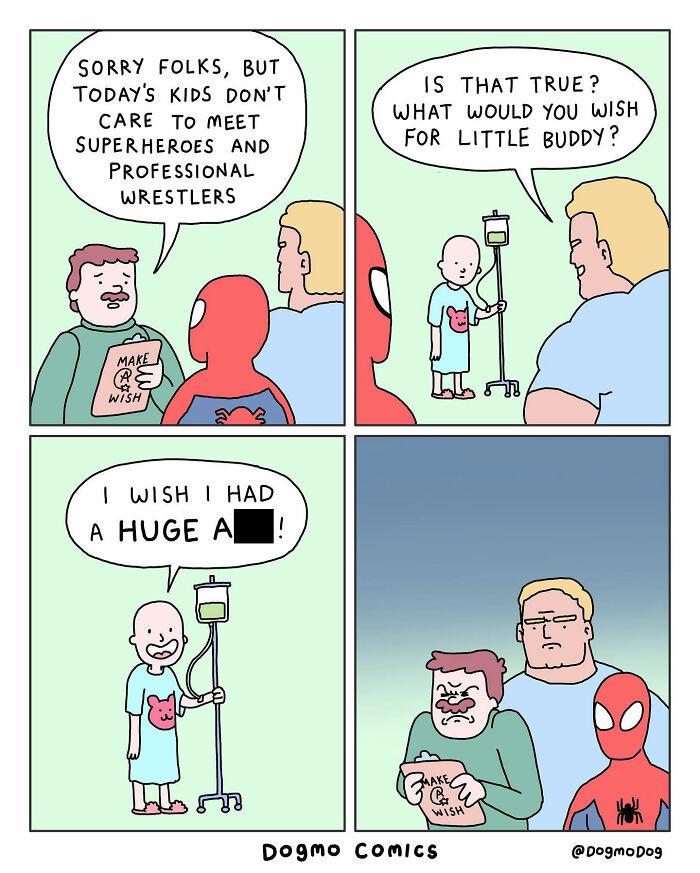 SORRY FOLKS, BUT
TODAY'S KIDS DON'T
CARE TO MEET
SUPERHEROES AND
PROFESSIONAL
WRESTLERS
MAKE
A
WISH
IS THAT TRUE?
WHAT WOULD YOU WISH
FOR LITTLE BUDDY?
I WISH I HAD
A HUGE A !
MAKE
A
WISH
DOGMO COMICS
@DOGMODOG